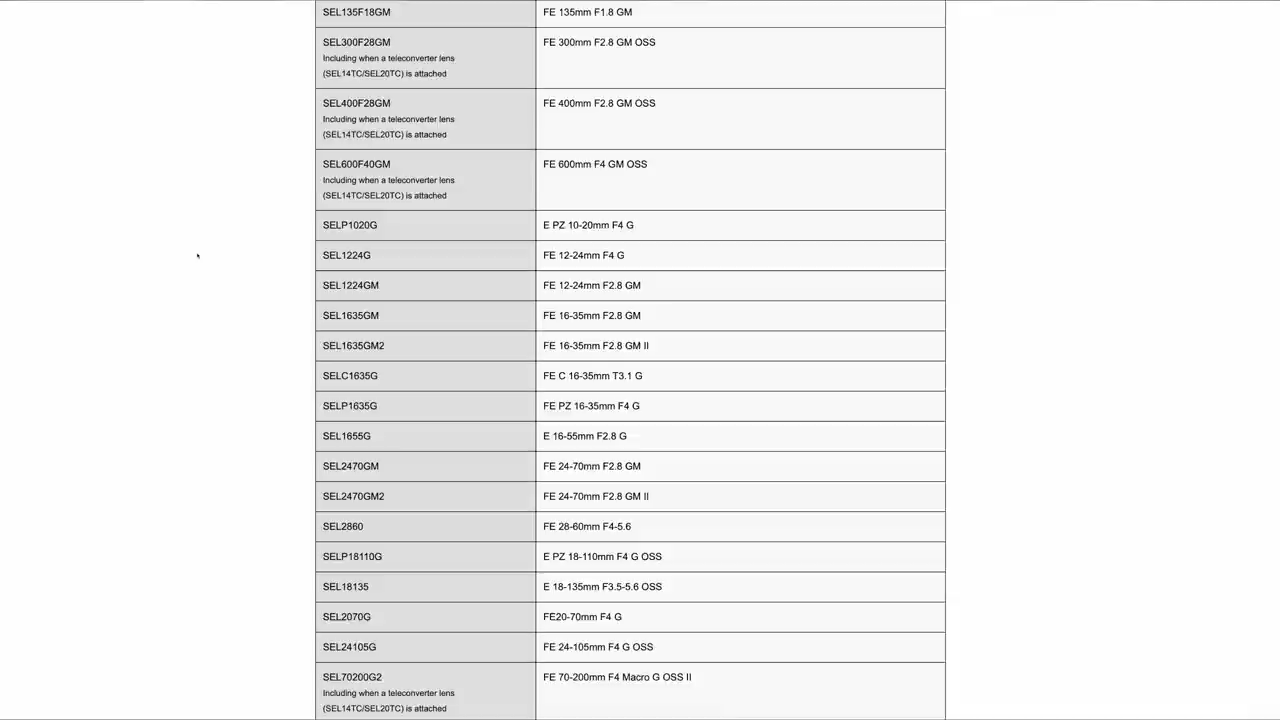 SEL135F18GM FE 135mm F1.8 GM
SEL300F28GM FE 300mm F2.8 GM OSS
Including when a teleconverter lens
(SEL14TC/SEL20TC) is attached
SEL400F28GM FE 400mm F2.8 GM OSS
Including when a teleconverter lens
(SEL14TC/SEL20TC) is attached
SEL600F40GM FE 600mm F4 GM OSS
Including when a teleconverter lens
(SEL14TC/SEL20TC) is attached
SELP1020G E PZ 10-20mm F4 G
SEL1224G FE 12-24mm F4 G
SEL1224GM FE 12-24mm F2.8 GM
SEL1635GM FE 16-35mm F2.8 GM
SEL1635GM2 FE 16-35mm F2.8 GM II
SELC1635G FE C 16-35mm T3.1 G
SELP1635G FE PZ 16-35mm F4 G
SEL1655G E 16-55mm F2.8 G
SEL2470GM FE 24-70mm F2.8 GM
SEL2470GM2 FE 24-70mm F2.8 GM II
SEL2860 FE 28-60mm F4-5.6
SELP18110G E PZ 18-110mm F4 G OSS
SEL18135 E 18-135mm F3.5-5.6 OSS
SEL2070G FE20-70mm F4 G
SEL24105G FE 24-105mm F4 G OSS
SEL70200G2 FE 70-200mm F4 Macro G OSS II
Including when a teleconverter lens
(SEL14TC/SEL20TC) is attached